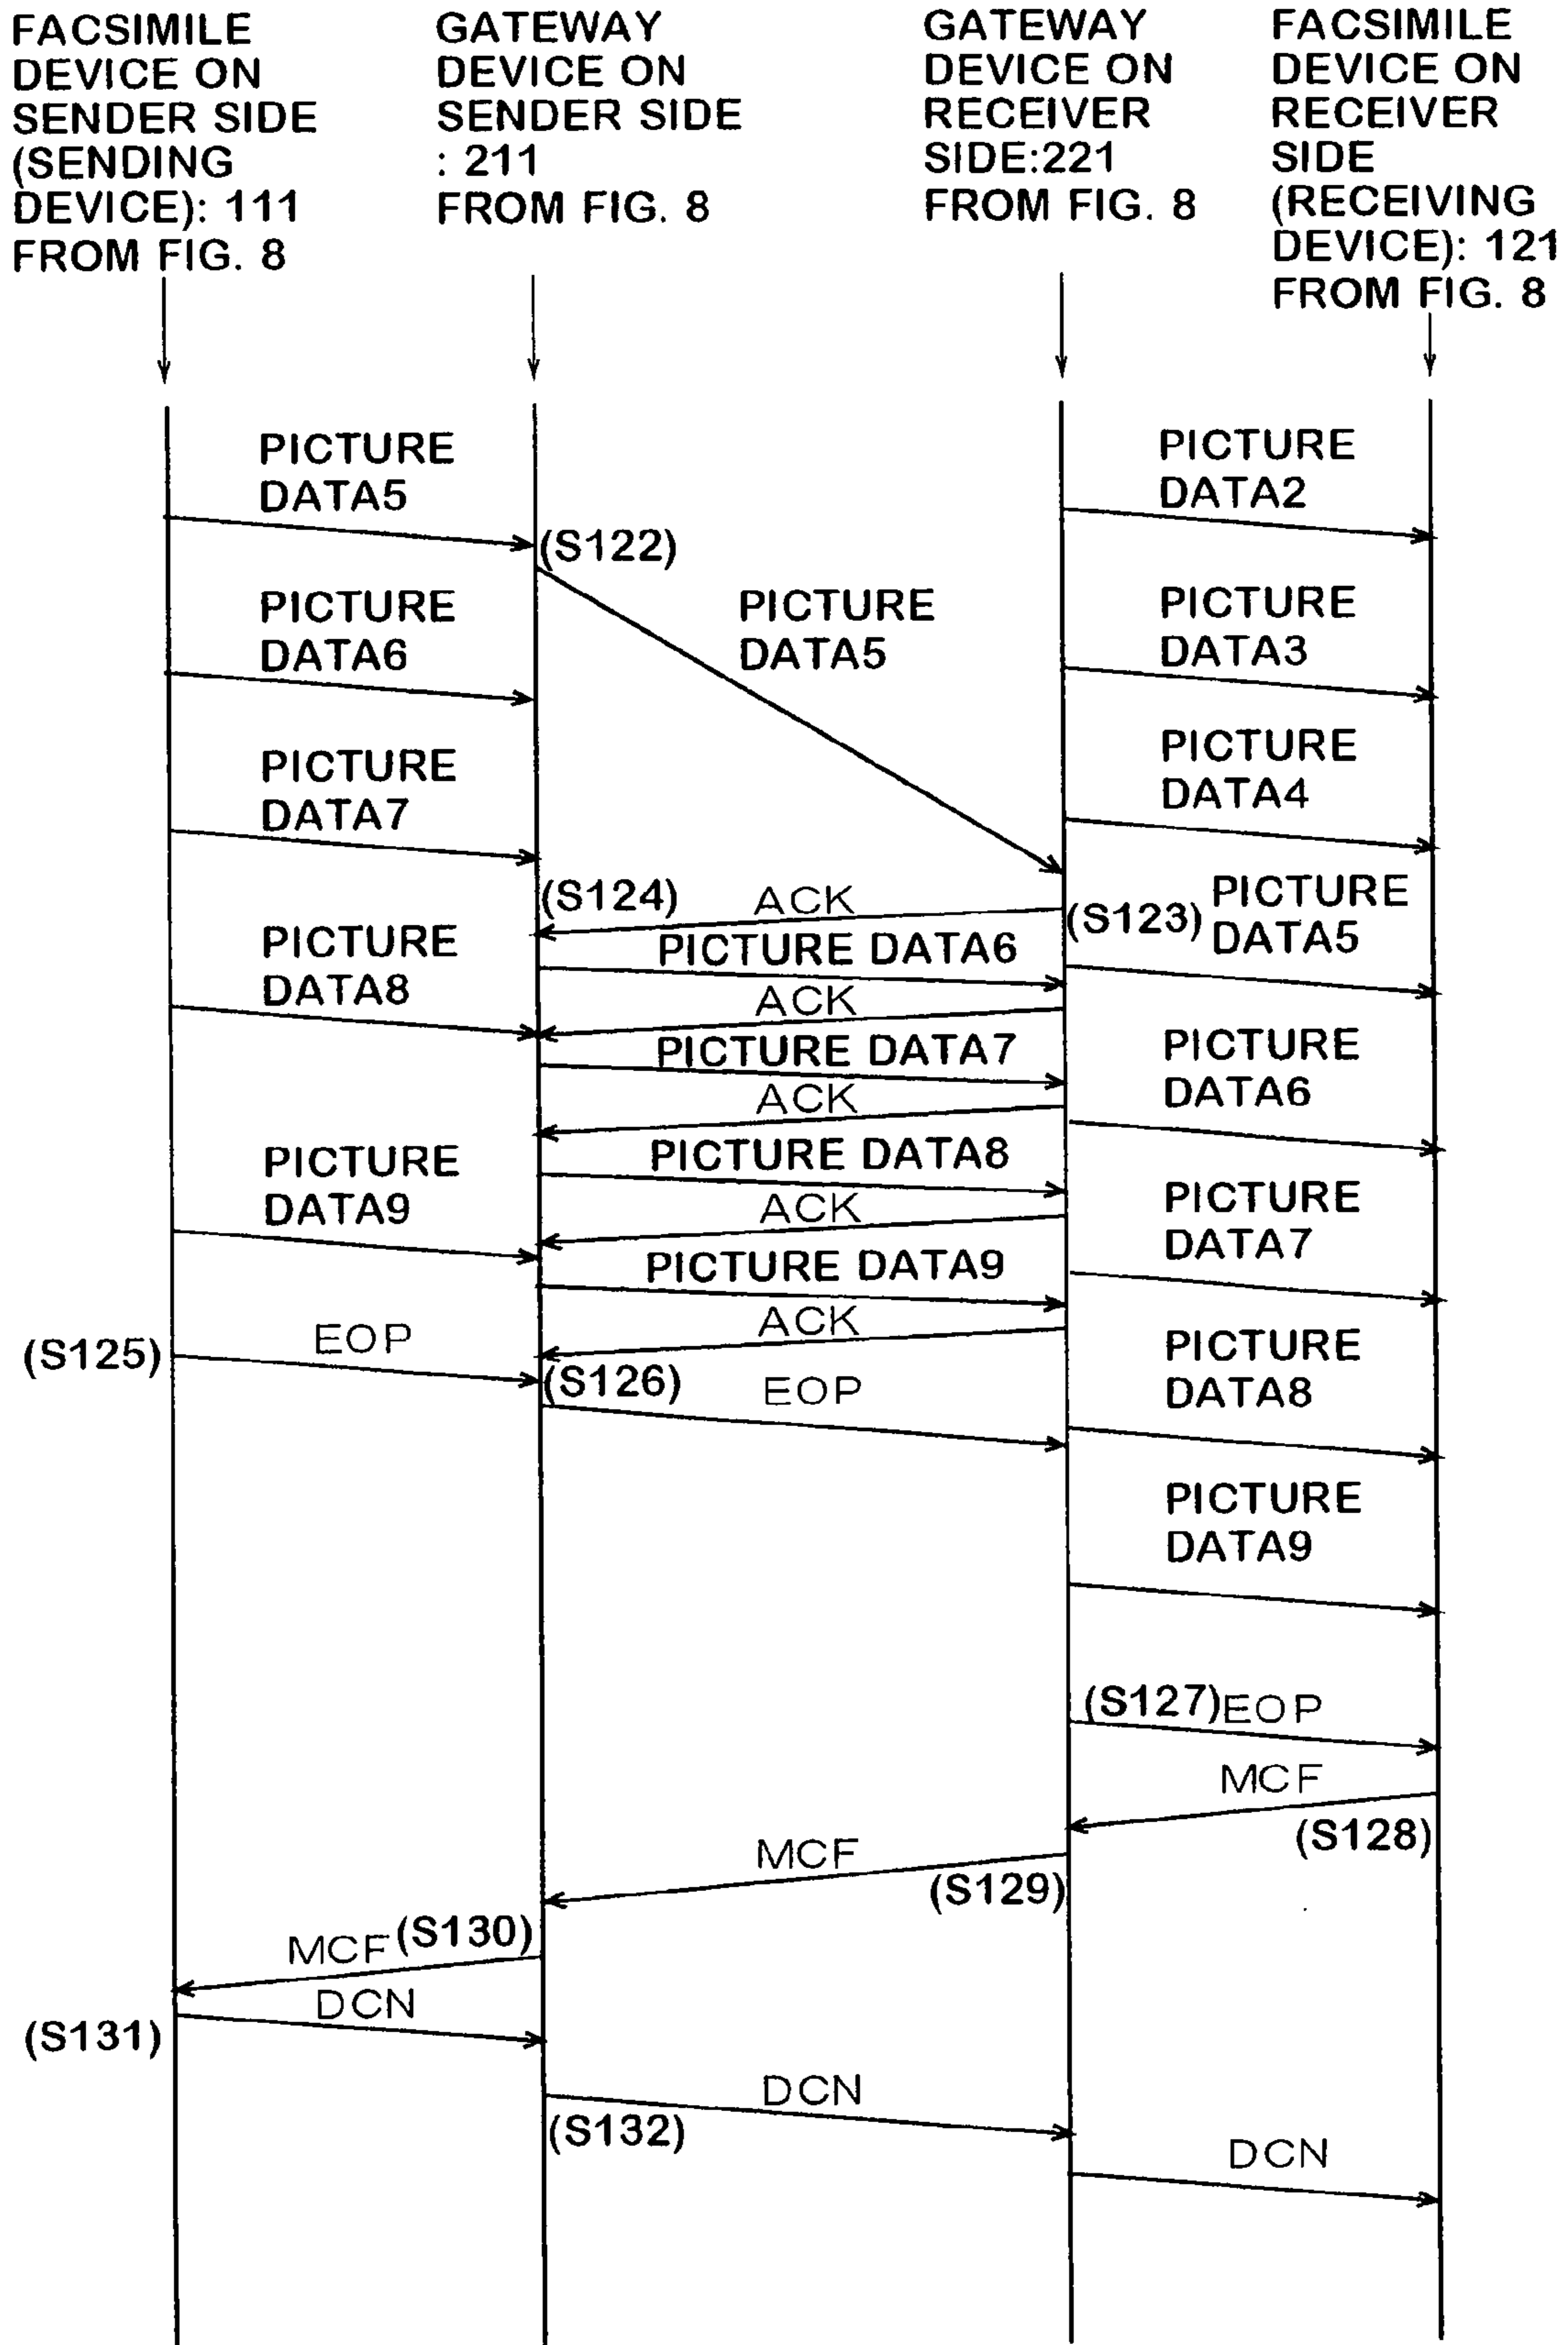 FACSIMILE
DEVICE ON
SENDER SIDE
(SENDING
DEVICE): 111
FROM FIG. 8
GATEWAY
DEVICE ON
SENDER SIDE
: 211
FROM FIG. 8
GATEWAY
DEVICE ON
RECEIVER
SIDE:221
FROM FIG. 8
FACSIMILE
DEVICE ON
RECEIVER
SIDE
(RECEIVING
DEVICE): 121
FROM FIG. 8
PICTURE
DATA5
PICTURE
DATA2
(S122)
PICTURE
DATA6
PICTURE
DATA5
PICTURE
DATA3
PICTURE
DATA7
PICTURE
DATA4
(S124)
ACK
(S123)
PICTURE
DATA5
PICTURE
DATA8
PICTURE DATA6
ACK
PICTURE DATA7
PICTURE
DATA6
ACK
PICTURE
DATA9
PICTURE DATA8
ACK
PICTURE
DATA7
PICTURE DATA9
ACK
(S125)
EOP
PICTURE
DATA8
(S126)
EOP
PICTURE
DATA9
(S127)
EOP
MCF
(S128)
MCF
(S129)
MCF
(S130)
DCN
(S131)
DCN
(S132)
DCN